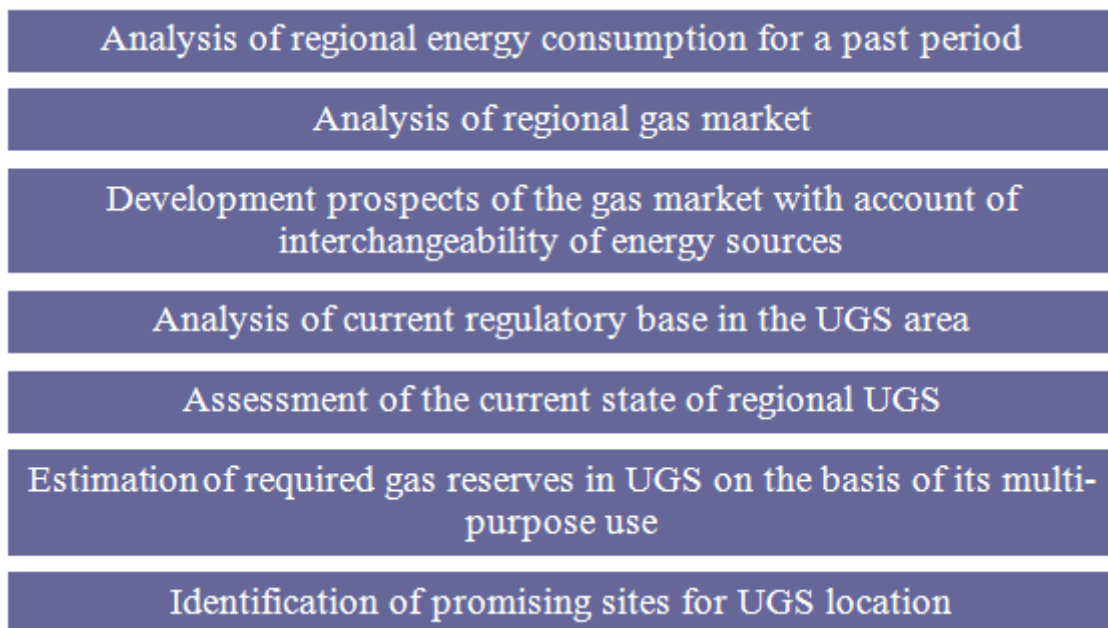 Analysis of regional energy consumption for a past period
Analysis of regional gas market
Development prospects of the gas market with account of
interchangeability of energy sources
Analysis of current regulatory base in the UGS area
Assessment of the current state of regional UGS
Estimation of required gas reserves in UGS on the basis of its multi-
purpose use
Identification of promising sites for UGS location